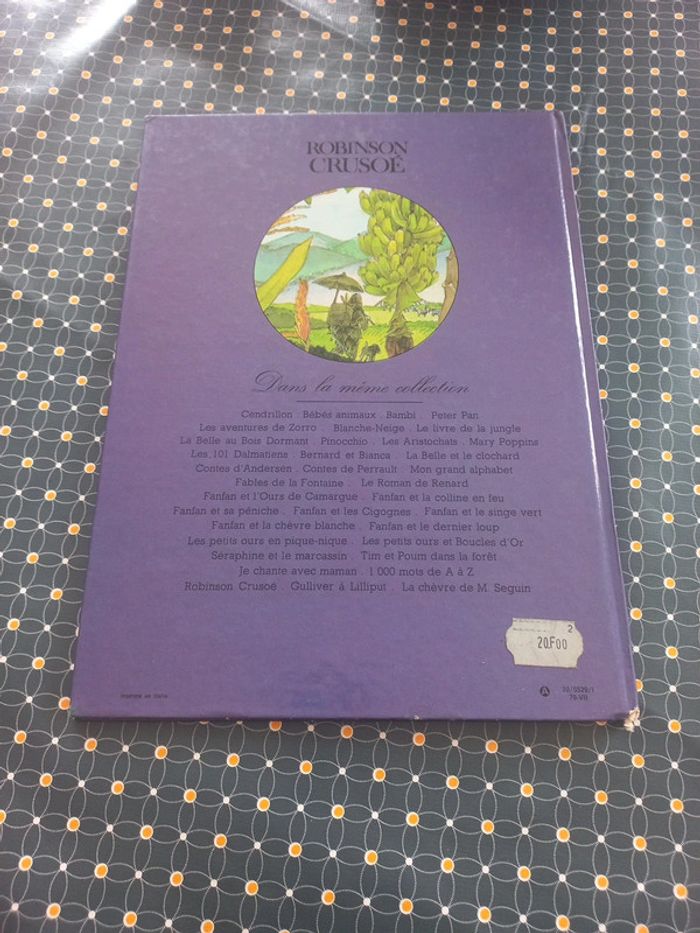 ROBINSON
CRUSOÉ
Dans la même collection
Cendrillon . Bébés animaux . Bambi . Peter Pan
Les aventures de Zorro . Blanche-Neige . Le livre de la jungle
La Belle au Bois Dormant . Pinocchio . Les Aristochats . Mary Poppins
Les 101 Dalmatiens . Bernard et Bianca . La Belle et le clochard
Contes d'Andersen . Contes de Perrault . Mon grand alphabet
Fables de la Fontaine . Le Roman de Renard
Fanfan et l'Ours de Camargue . Fanfan et la colline en feu
Fanfan et sa péniche . Fanfan et les Cigognes . Fanfan et le singe vert
Fanfan et la chèvre blanche . Fanfan et le dernier loup
Les petits ours en pique-nique . Les petits ours et Boucles d'Or
Séraphine et le marcassin . Tim et Poum dans la forêt
Je chante avec maman . 1 000 mots de A à Z
Robinson Crusoé . Gulliver à Lilliput . La chèvre de M. Seguin
2
20F00
A